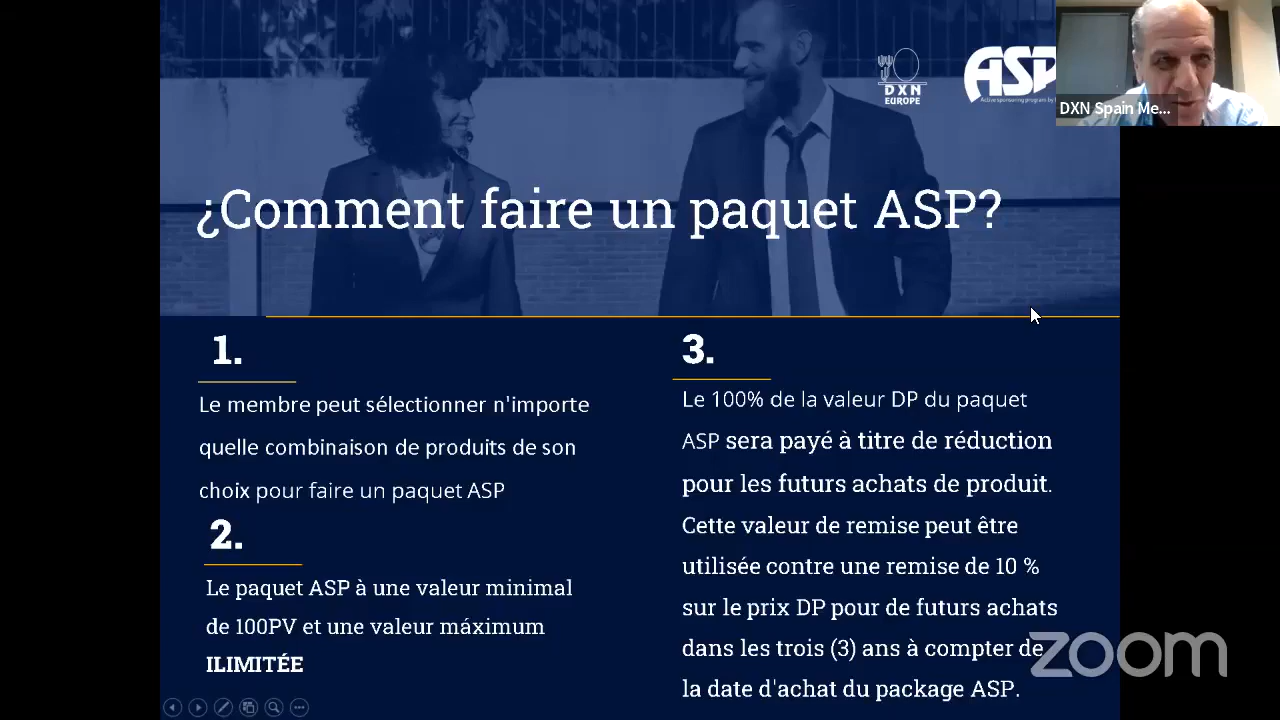 DXN
EUROPE
ASP
Active sponsoring program by
DXN Spain Me...
¿Comment faire un paquet ASP?
1.
Le membre peut sélectionner n'importe
quelle combinaison de produits de son
choix pour faire un paquet ASP
2.
Le paquet ASP à une valeur minimal
de 100PV et une valeur máximum
ILIMITÉE
3.
Le 100% de la valeur DP du paquet
ASP sera payé à titre de réduction
pour les futurs achats de produit.
Cette valeur de remise peut être
utilisée contre une remise de 10 %
sur le prix DP pour de futurs achats
dans les trois (3) ans à compter de
la date d'achat du package ASP.
zoom